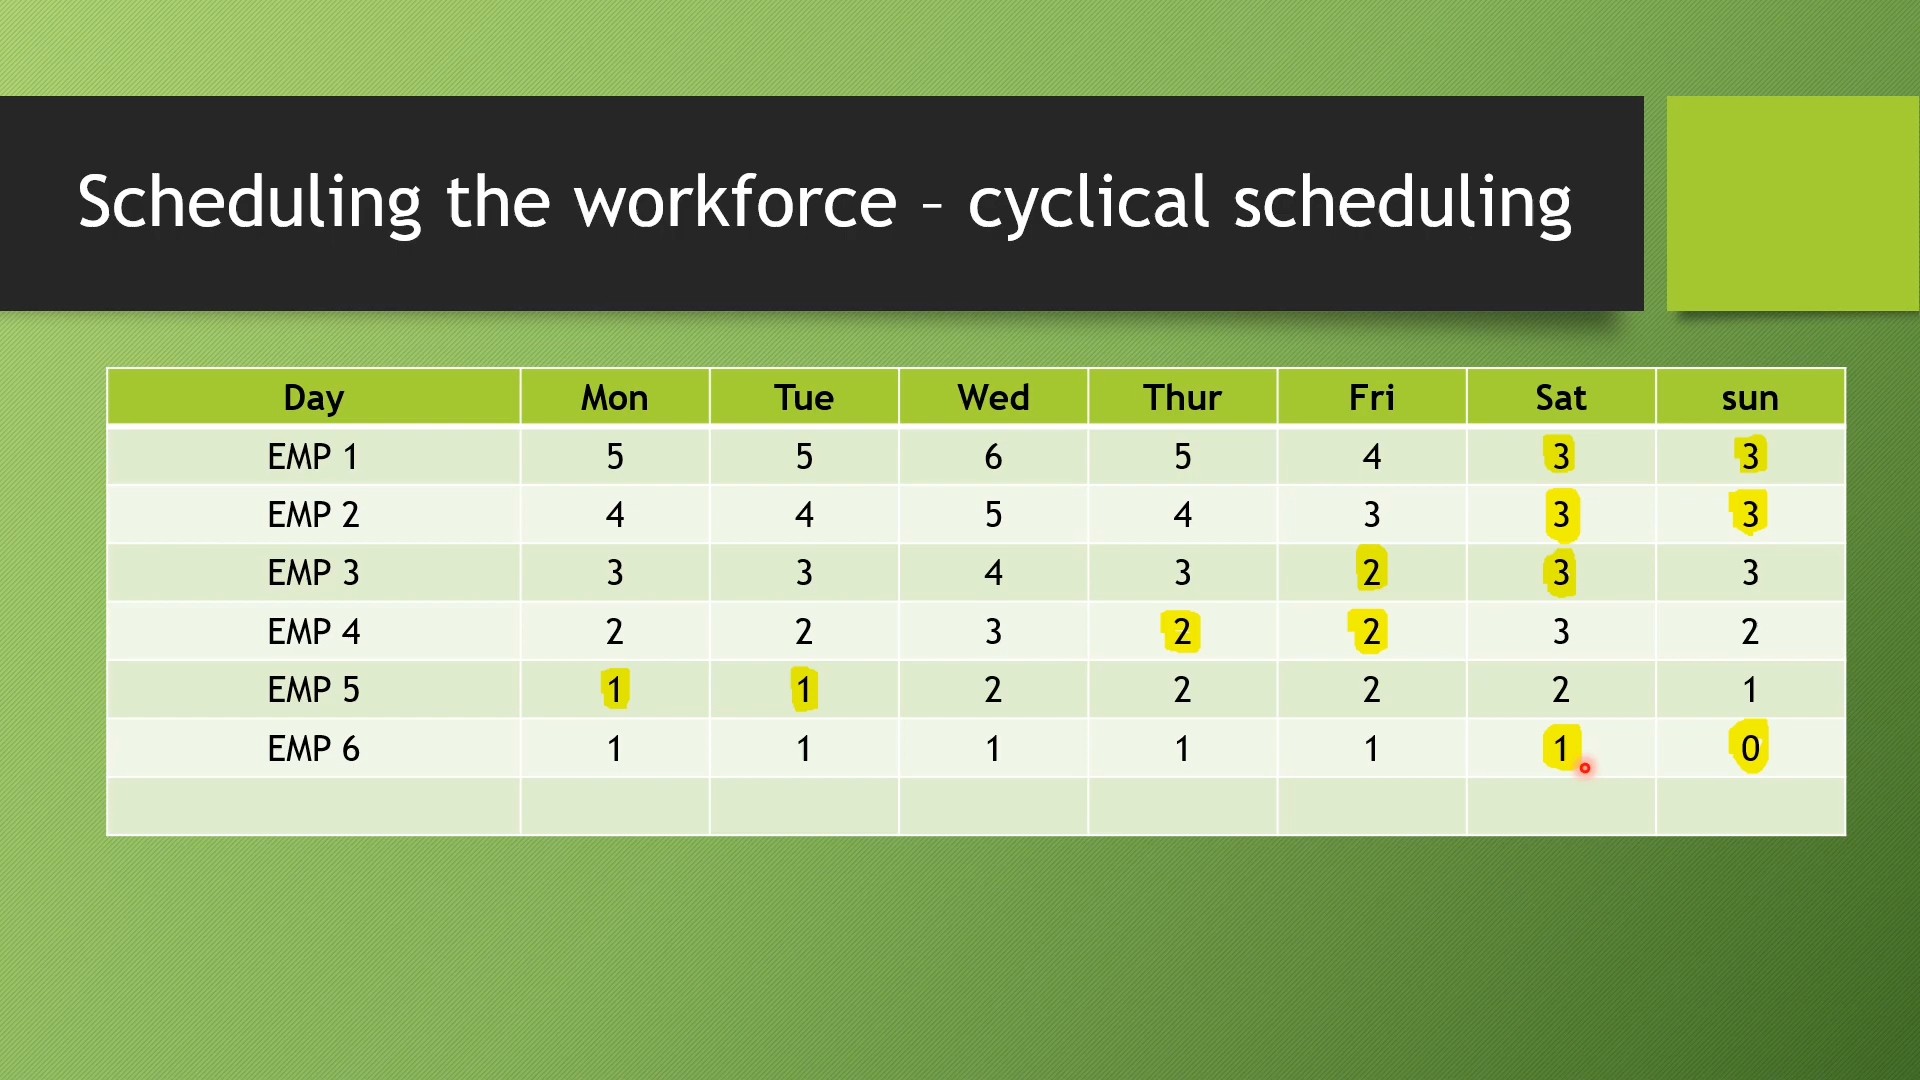 Scheduling the workforce – cyclical scheduling
Day Mon Tue Wed Thur Fri Sat sun
EMP 1 5 5 6 5 4 3 3
EMP 2 4 4 5 4 3 3 3
EMP 3 3 3 4 3 2 3 3
EMP 4 2 2 3 2 2 3 2
EMP 5 1 1 2 2 2 2 1
EMP 6 1 1 1 1 1 1 0